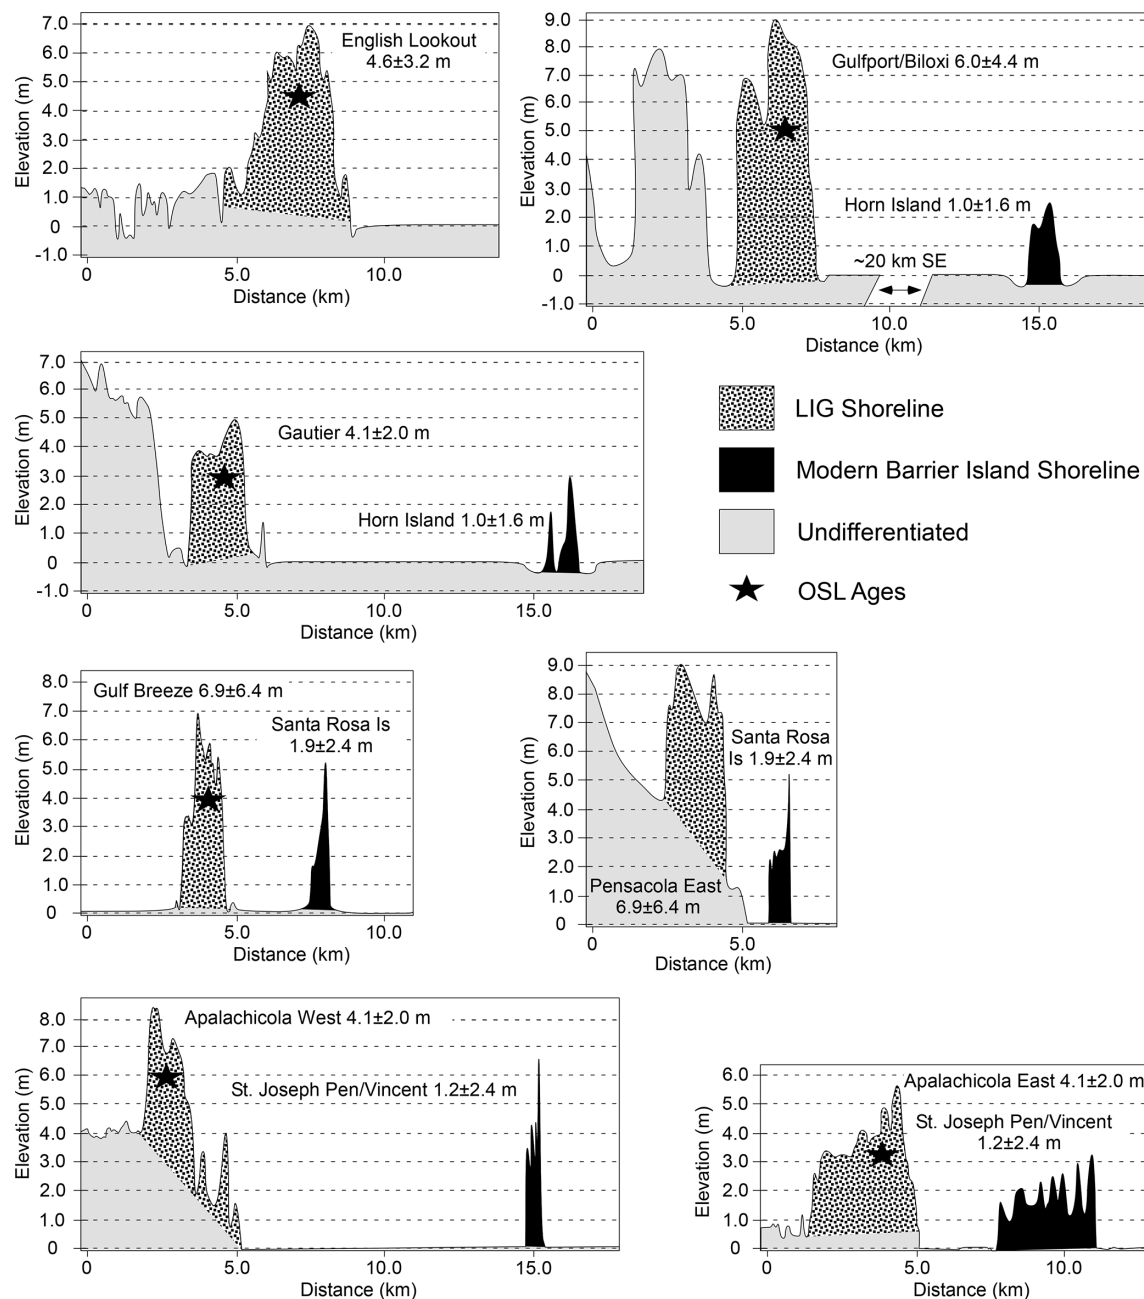 7.0
6.0
5.0
4.0
3.0
2.0
1.0
0
-1.0
Elevation (m)
English Lookout
4.6±3.2 m
0
5.0
10.0
Distance (km)
9.0
8.0
7.0
6.0
5.0
4.0
3.0
2.0
1.0
0
-1.0
Elevation (m)
Gulfport/Biloxi 6.0±4.4 m
Horn Island 1.0±1.6 m
~20 km SE
0
5.0
10.0
15.0
Distance (km)
7.0
6.0
5.0
4.0
3.0
2.0
1.0
0
-1.0
Elevation (m)
Gautier 4.1±2.0 m
Horn Island 1.0±1.6 m
0
5.0
10.0
15.0
Distance (km)
LIG Shoreline
Modern Barrier Island Shoreline
Undifferentiated
OSL Ages
8.0
7.0
6.0
5.0
4.0
3.0
2.0
1.0
0
Elevation (m)
Gulf Breeze 6.9±6.4 m
Santa Rosa Is
1.9±2.4 m
0
5.0
10.0
Distance (km)
9.0
8.0
7.0
6.0
5.0
4.0
3.0
2.0
1.0
0
Elevation (m)
Santa Rosa
Is 1.9±2.4 m
Pensacola East
6.9±6.4 m
0
5.0
Distance (km)
8.0
7.0
6.0
5.0
4.0
3.0
2.0
1.0
0
Elevation (m)
Apalachicola West 4.1±2.0 m
St. Joseph Pen/Vincent 1.2±2.4 m
0
5.0
10.0
15.0
Distance (km)
6.0
5.0
4.0
3.0
2.0
1.0
0
Elevation (m)
Apalachicola East 4.1±2.0 m
St. Joseph Pen/Vincent
1.2±2.4 m
0
5.0
10.0
Distance (km)